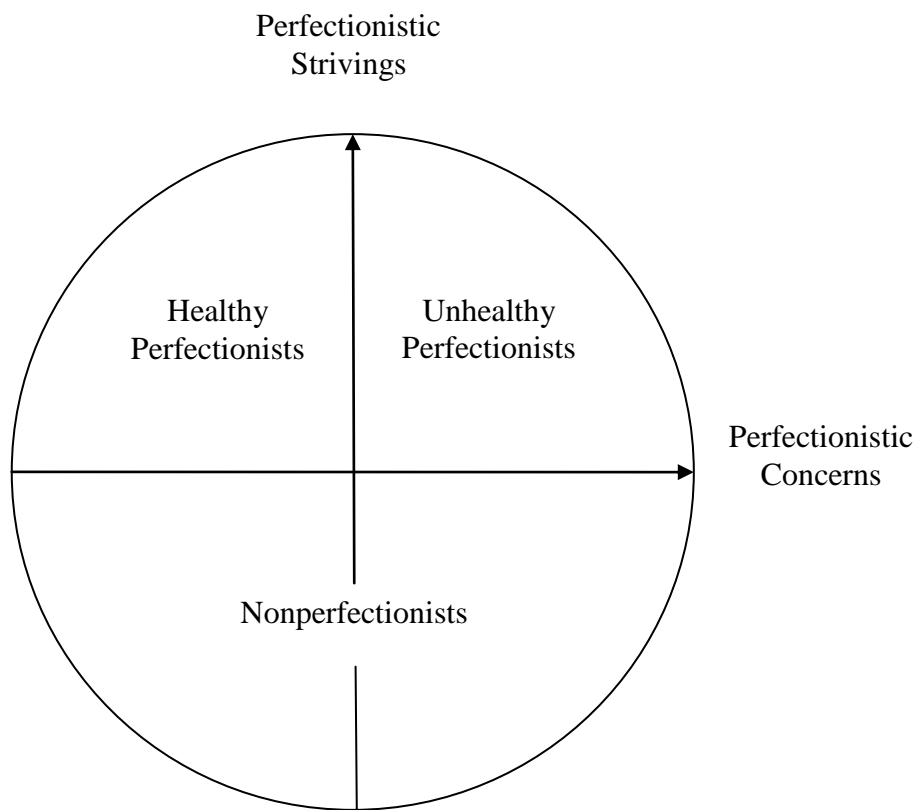 Perfectionistic
Strivings
Healthy
Perfectionists
Unhealthy
Perfectionists
Perfectionistic
Concerns
Nonperfectionists